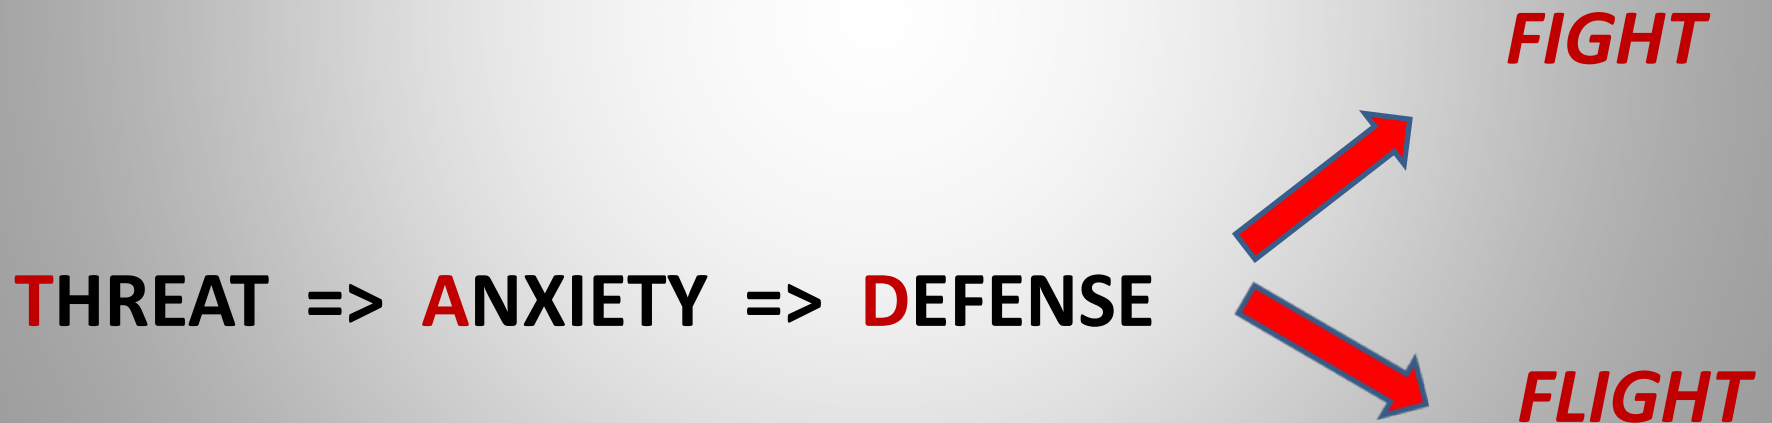 FIGHT
THREAT => ANXIETY => DEFENSE
FLIGHT